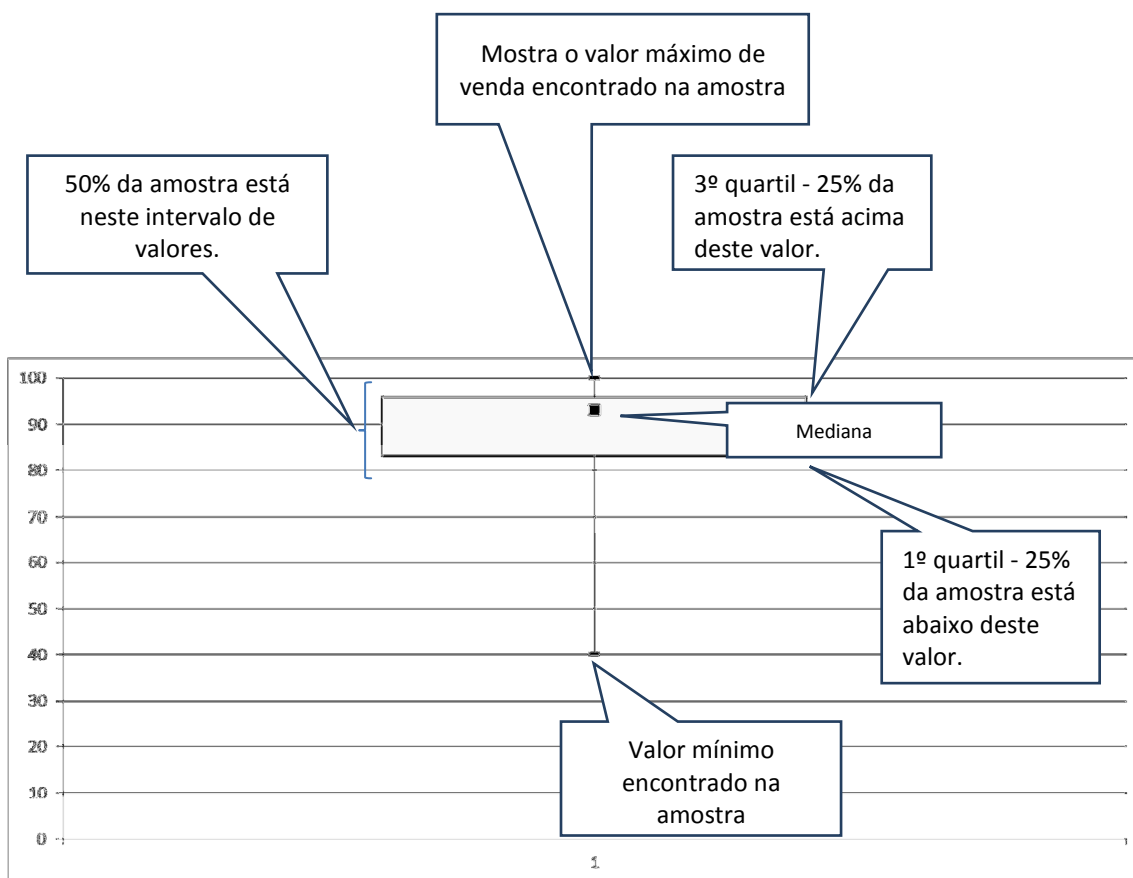 Mostra o valor máximo de
venda encontrado na amostra
50% da amostra está
neste intervalo de
valores.
3º quartil - 25% da
amostra está acima
deste valor.
100
90
80
70
60
50
40
30
20
10
0
Mediana
1º quartil - 25%
da amostra está
abaixo deste
valor.
Valor mínimo
encontrado na
amostra
1